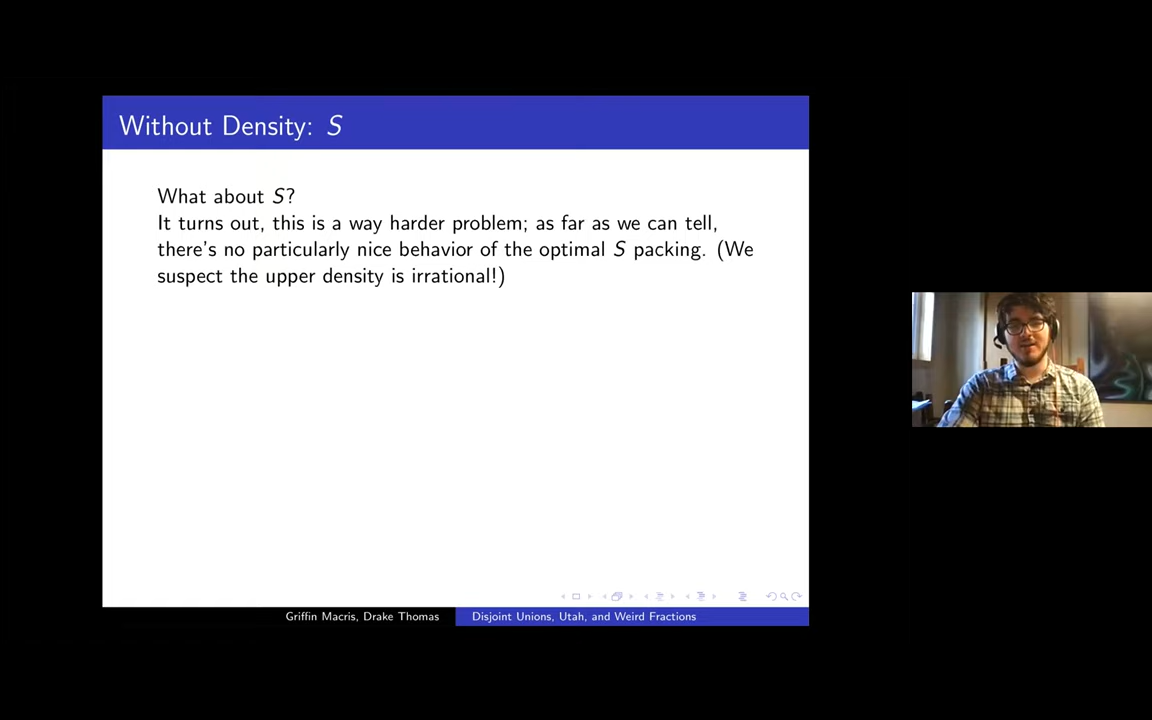 Without Density: S
What about S?
It turns out, this is a way harder problem; as far as we can tell,
there's no particularly nice behavior of the optimal S packing. (We
suspect the upper density is irrational!)
Griffin Macris, Drake Thomas
Disjoint Unions, Utah, and Weird Fractions